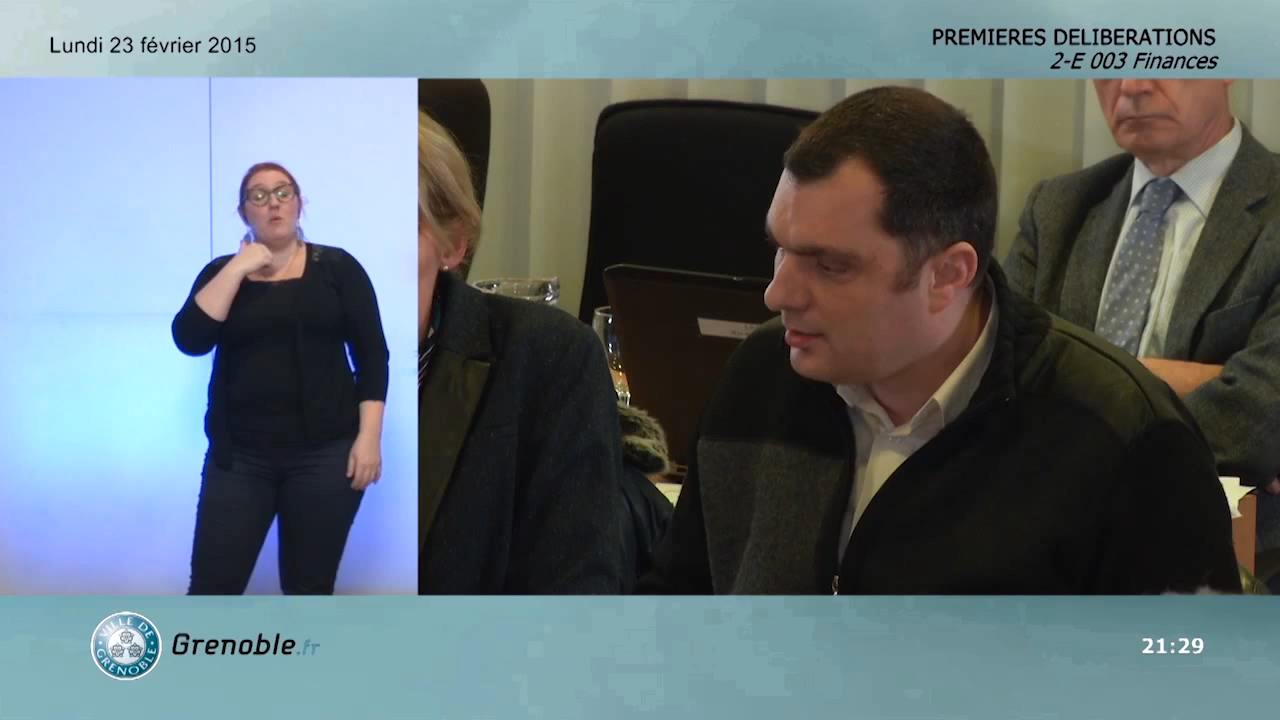 Lundi 23 février 2015
PREMIERES DELIBERATIONS
2-E 003 Finances
VILLE DE GRENOBLE
Grenoble.fr
21:29